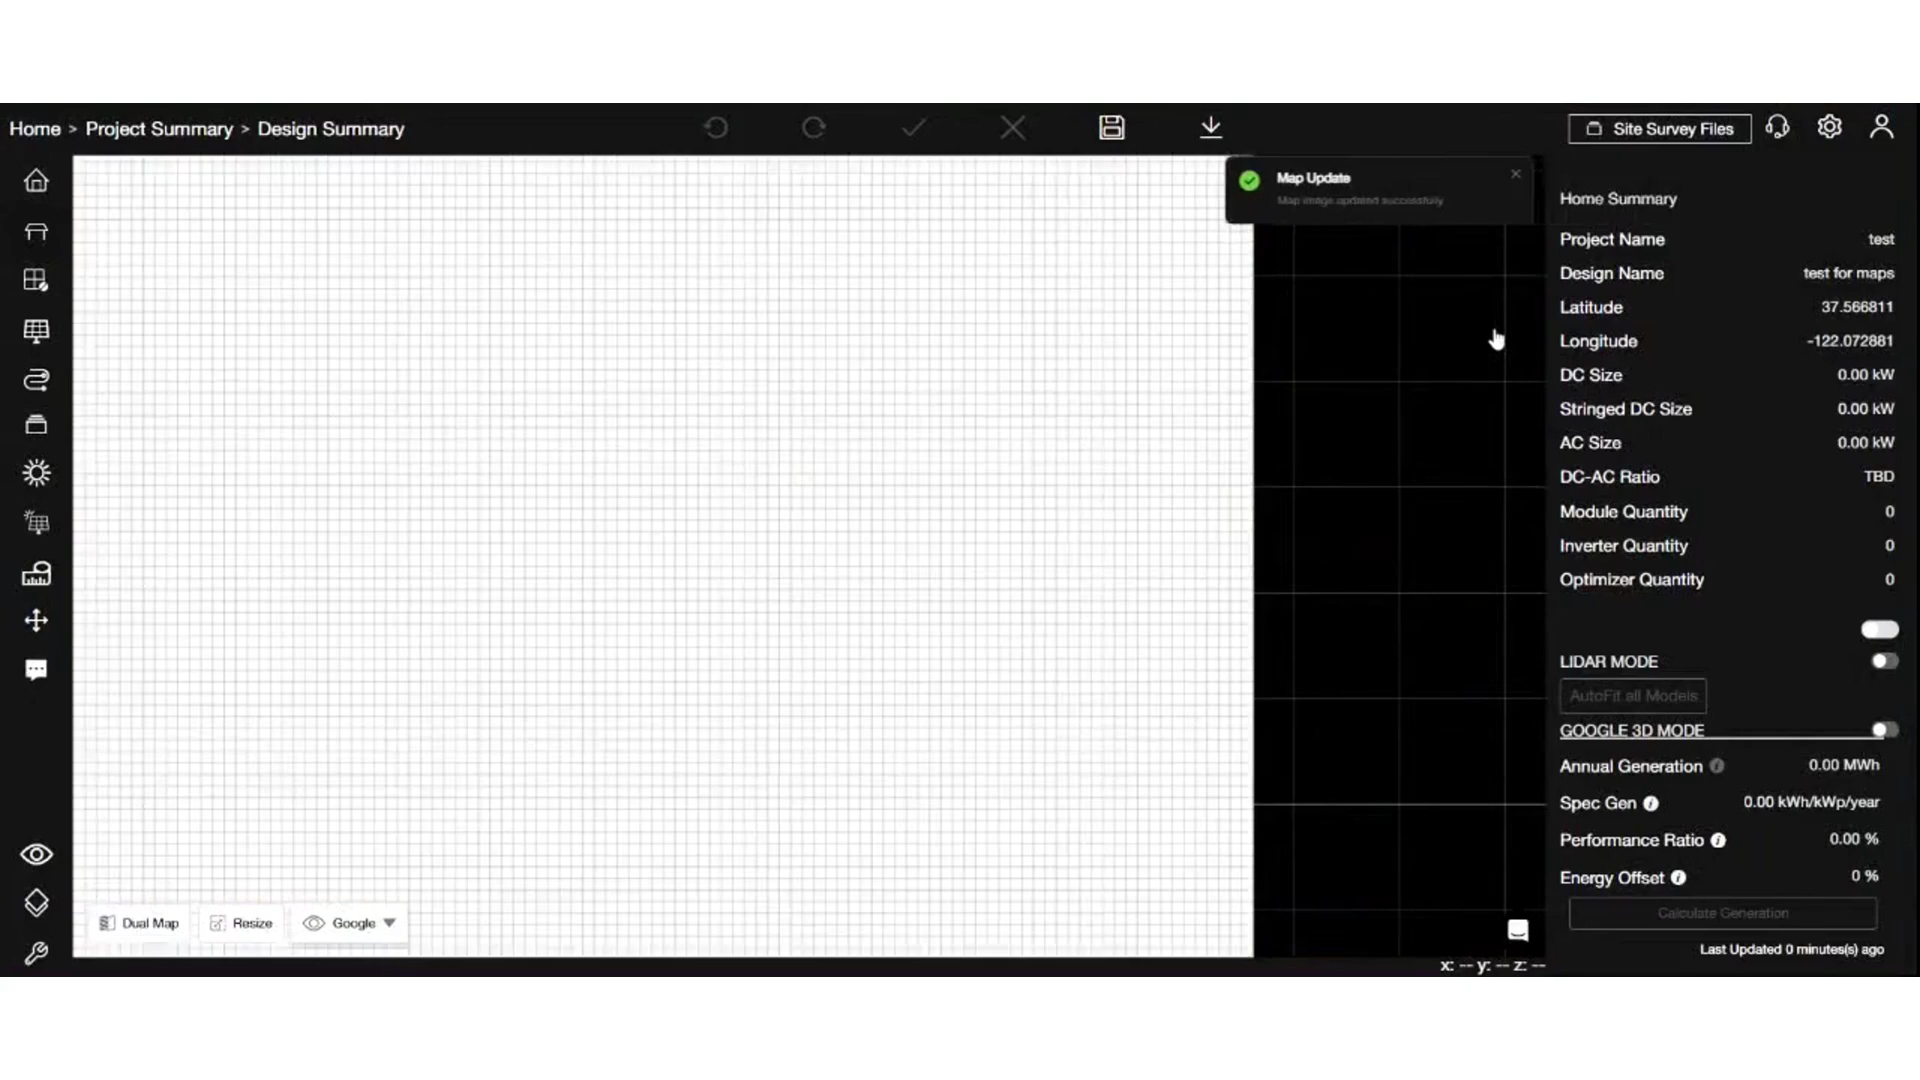 Home > Project Summary > Design Summary
Site Survey Files
Map Update
Map image updated successfully
Home Summary
Project Name test
Design Name test for maps
Latitude 37.566811
Longitude -122.072881
DC Size 0.00 kW
Stringed DC Size 0.00 kW
AC Size 0.00 kW
DC-AC Ratio TBD
Module Quantity 0
Inverter Quantity 0
Optimizer Quantity 0
LIDAR MODE
AutoFit all Models
GOOGLE 3D MODE
Annual Generation 0.00 MWh
Spec Gen 0.00 kWh/kWp/year
Performance Ratio 0.00 %
Energy Offset 0 %
Calculate Generation
Last Updated 0 minutes(s) ago
Dual Map Resize Google
x: -- y: -- z: --